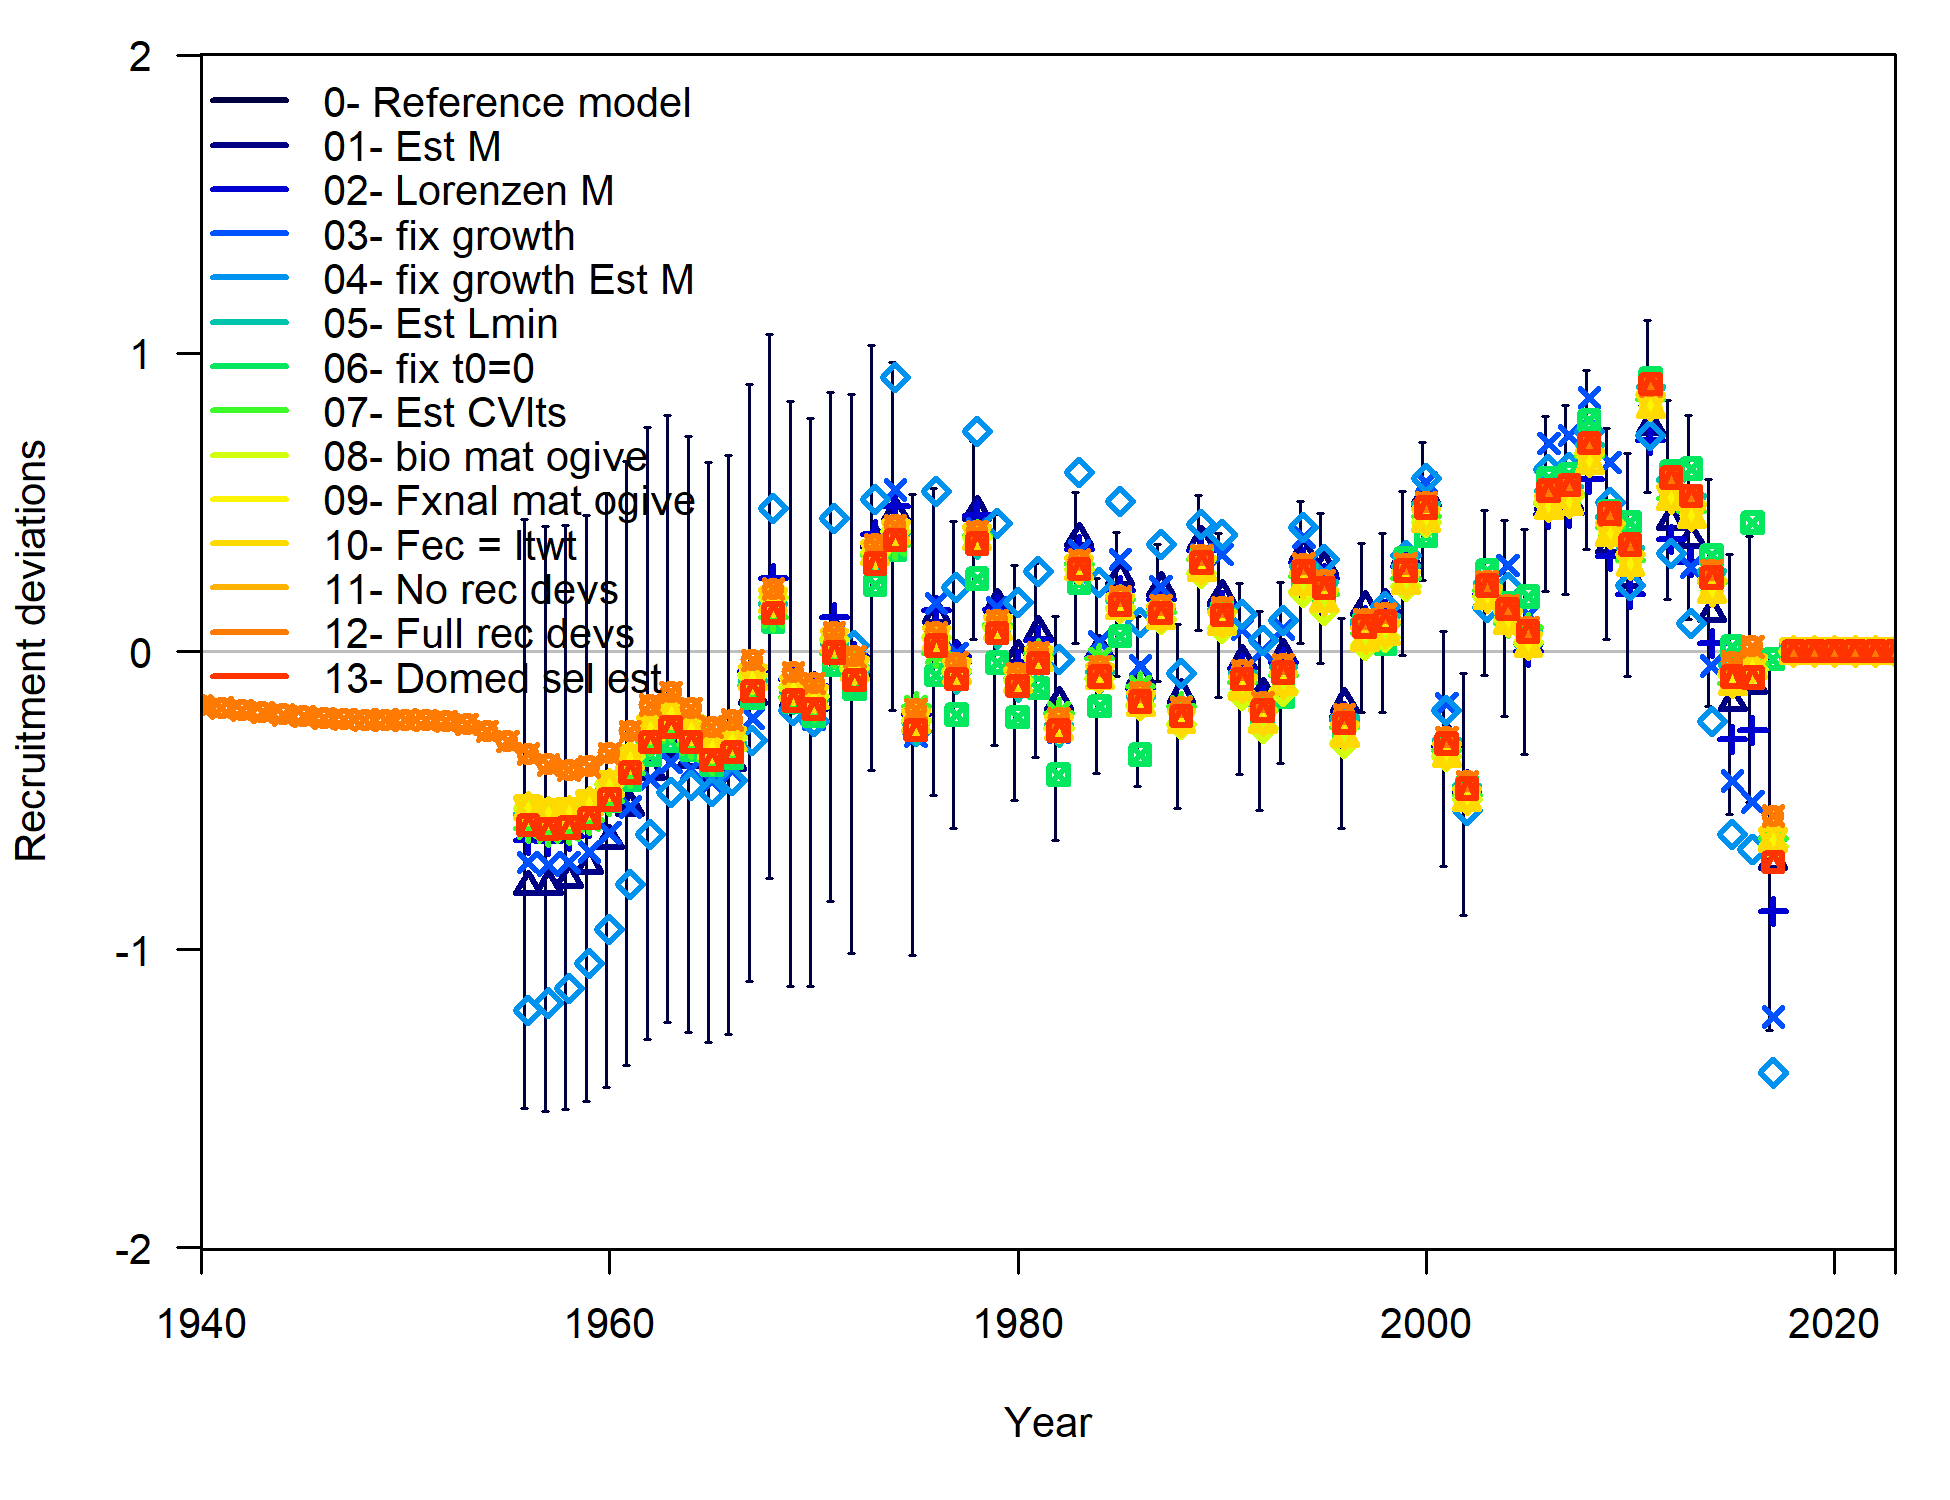 2
1
0
-1
-2
Recruitment deviations
0- Reference model
01- Est M
02- Lorenzen M
03- fix growth
04- fix growth Est M
05- Est Lmin
06- fix t0=0
07- Est CVlts
08- bio mat ogive
09- Fxnal mat ogive
10- Fec = ltwt
11- No rec devs
12- Full rec devs
13- Domed sel est
1940 1960 1980 2000 2020
Year